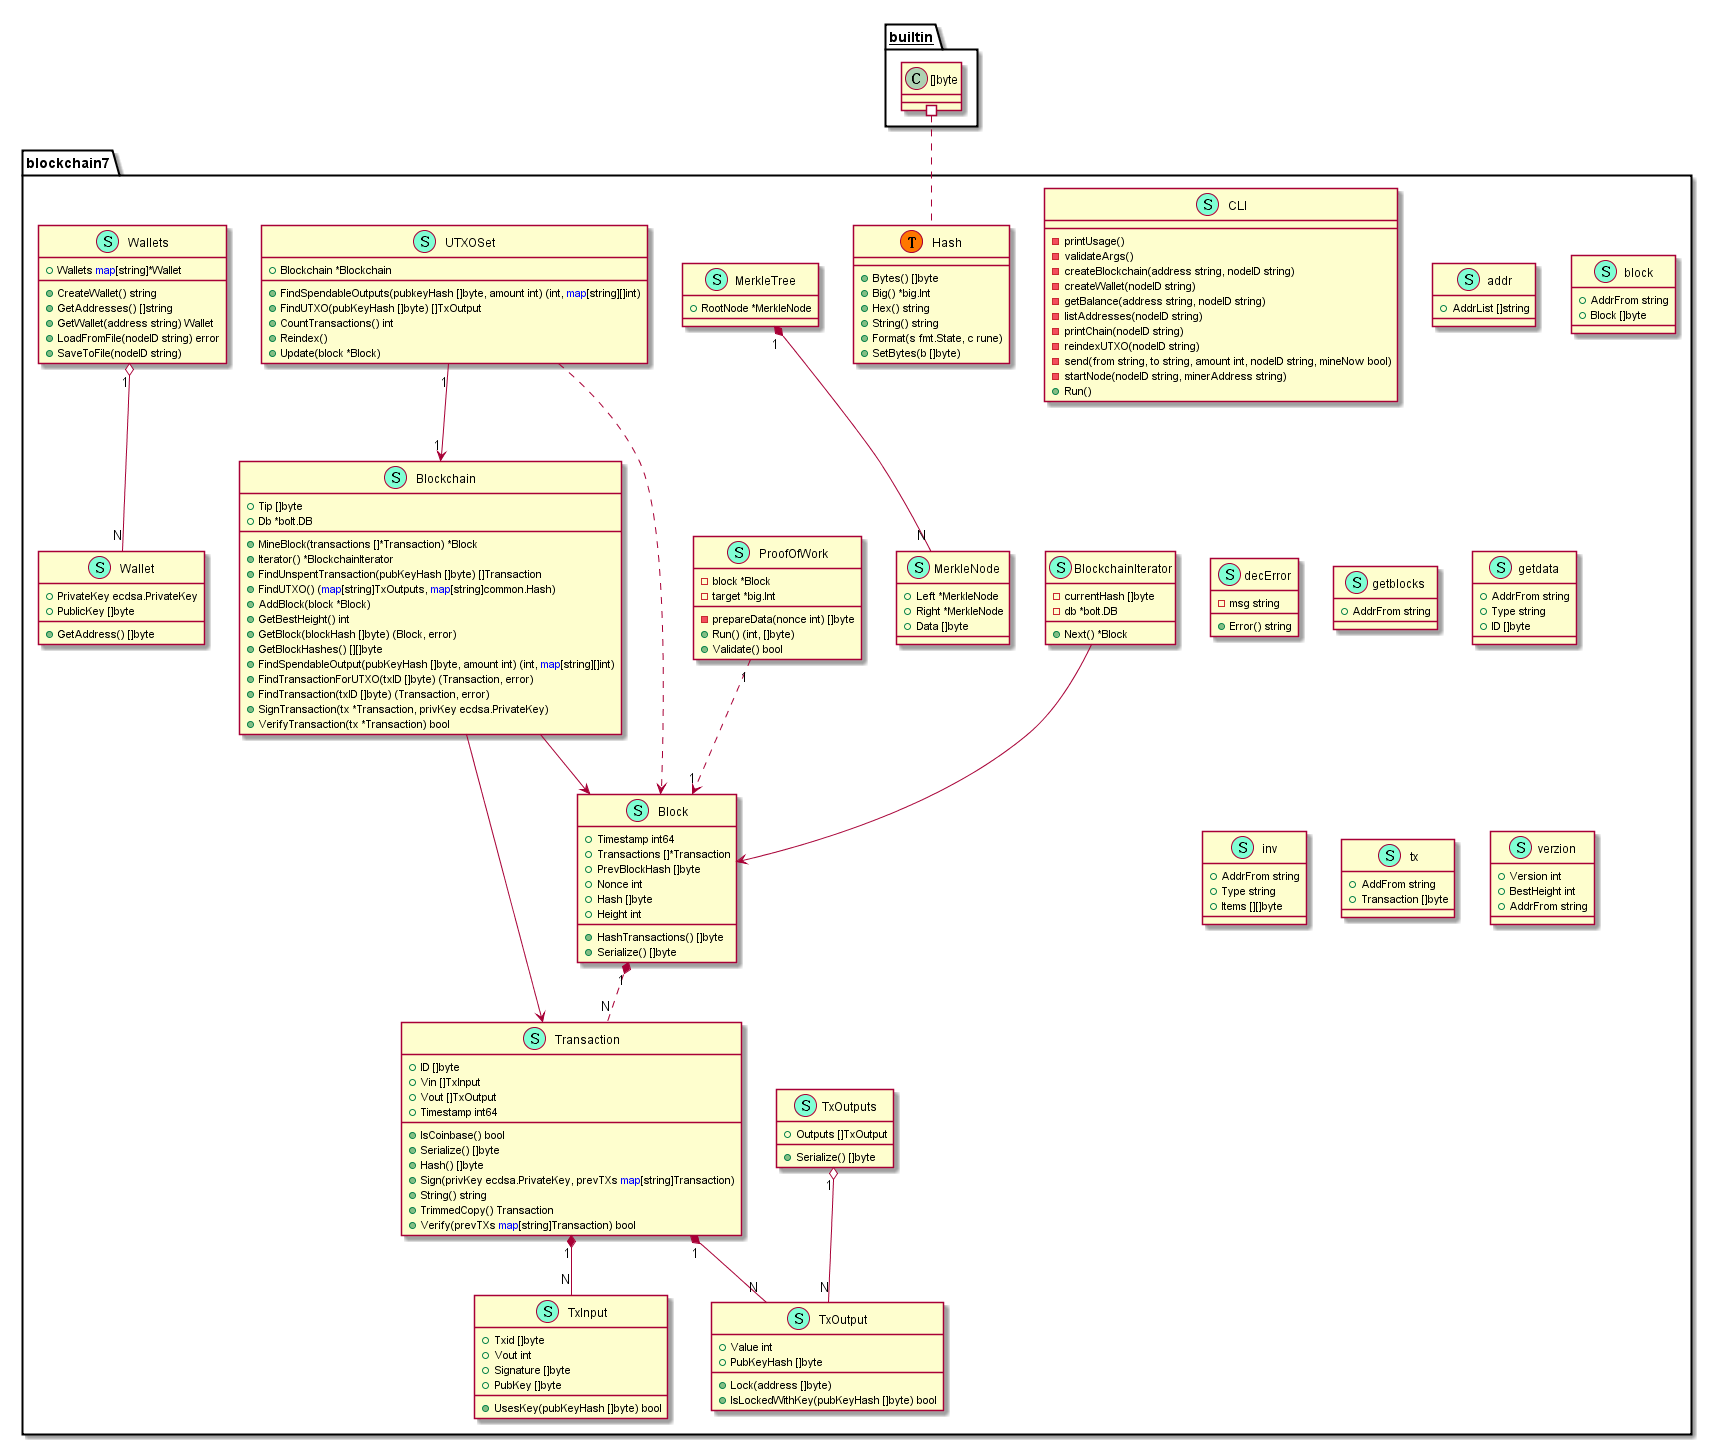 builtin
C []byte
blockchain7
S Wallets
Wallets map[string]*Wallet
CreateWallet() string
GetAddresses() []string
GetWallet(address string) Wallet
LoadFromFile(nodeID string) error
SaveToFile(nodeID string)
1
N
S UTXOSet
Blockchain *Blockchain
FindSpendableOutputs(pubkeyHash []byte, amount int) (int, map[string][]int)
FindUTXO(pubKeyHash []byte) []TxOutput
CountTransactions() int
Reindex()
Update(block *Block)
1
1
S MerkleTree
RootNode *MerkleNode
1
N
T Hash
Bytes() []byte
Big() *big.Int
Hex() string
String() string
Format(s fmt.State, c rune)
SetBytes(b []byte)
S CLI
printUsage()
validateArgs()
createBlockchain(address string, nodeID string)
createWallet(nodeID string)
getBalance(address string, nodeID string)
listAddresses(nodeID string)
printChain(nodeID string)
reindexUTXO(nodeID string)
send(from string, to string, amount int, nodeID string, mineNow bool)
startNode(nodeID string, minerAddress string)
Run()
S addr
AddrList []string
S block
AddrFrom string
Block []byte
S Wallet
PrivateKey ecdsa.PrivateKey
PublicKey []byte
GetAddress() []byte
S Blockchain
Tip []byte
Db *bolt.DB
MineBlock(transactions []*Transaction) *Block
Iterator() *BlockchainIterator
FindUnspentTransaction(pubKeyHash []byte) []Transaction
FindUTXO() (map[string]TxOutputs, map[string]common.Hash)
AddBlock(block *Block)
GetBestHeight() int
GetBlock(blockHash []byte) (Block, error)
GetBlockHashes() [][]byte
FindSpendableOutput(pubKeyHash []byte, amount int) (int, map[string][]int)
FindTransactionForUTXO(txID []byte) (Transaction, error)
FindTransaction(txID []byte) (Transaction, error)
SignTransaction(tx *Transaction, privKey ecdsa.PrivateKey)
VerifyTransaction(tx *Transaction) bool
S ProofOfWork
block *Block
target *big.Int
prepareData(nonce int) []byte
Run() (int, []byte)
Validate() bool
1
1
S MerkleNode
Left *MerkleNode
Right *MerkleNode
Data []byte
S BlockchainIterator
currentHash []byte
db *bolt.DB
Next() *Block
S decError
msg string
Error() string
S getblocks
AddrFrom string
S getdata
AddrFrom string
Type string
ID []byte
S Block
Timestamp int64
Transactions []*Transaction
PrevBlockHash []byte
Nonce int
Hash []byte
Height int
HashTransactions() []byte
Serialize() []byte
1
N
S inv
AddrFrom string
Type string
Items [][]byte
S tx
AddFrom string
Transaction []byte
S verzion
Version int
BestHeight int
AddrFrom string
S Transaction
ID []byte
Vin []TxInput
Vout []TxOutput
Timestamp int64
IsCoinbase() bool
Serialize() []byte
Hash() []byte
Sign(privKey ecdsa.PrivateKey, prevTXs map[string]Transaction)
String() string
TrimmedCopy() Transaction
Verify(prevTXs map[string]Transaction) bool
1
N
1
N
S TxOutputs
Outputs []TxOutput
Serialize() []byte
1
N
S TxInput
Txid []byte
Vout int
Signature []byte
PubKey []byte
UsesKey(pubKeyHash []byte) bool
S TxOutput
Value int
PubKeyHash []byte
Lock(address []byte)
IsLockedWithKey(pubKeyHash []byte) bool